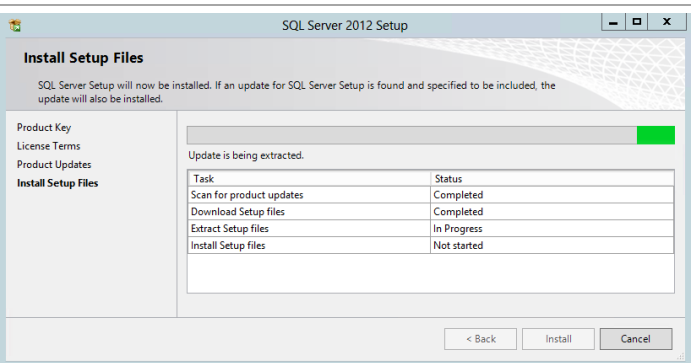 SQL Server 2012 Setup
Install Setup Files
SQL Server Setup will now be installed. If an update for SQL Server Setup is found and specified to be included, the
update will also be installed.
Product Key
License Terms
Product Updates
Install Setup Files
Update is being extracted.
Task Status
Scan for product updates Completed
Download Setup files Completed
Extract Setup files In Progress
Install Setup files Not started
< Back Install Cancel